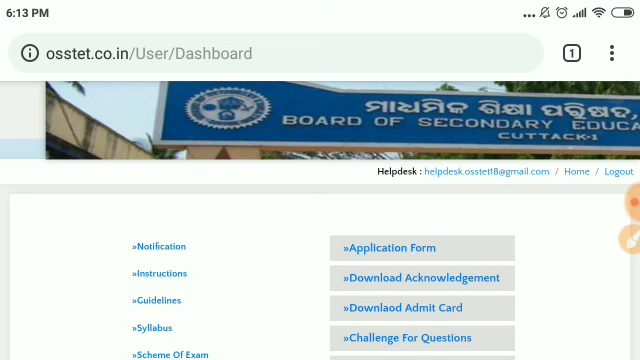 6:13 PM
osstet.co.in/User/Dashboard
1
ମାଧ୍ୟମିକ ଶିକ୍ଷା ପରିଷଦ,
BOARD OF SECONDARY EDUCA
CUTTACK-1
Helpdesk : helpdesk.osstet18@gmail.com / Home / Logout
»Notification
»Instructions
»Guidelines
»Syllabus
»Scheme Of Exam
»Application Form
»Download Acknowledgement
»Downlaod Admit Card
»Challenge For Questions